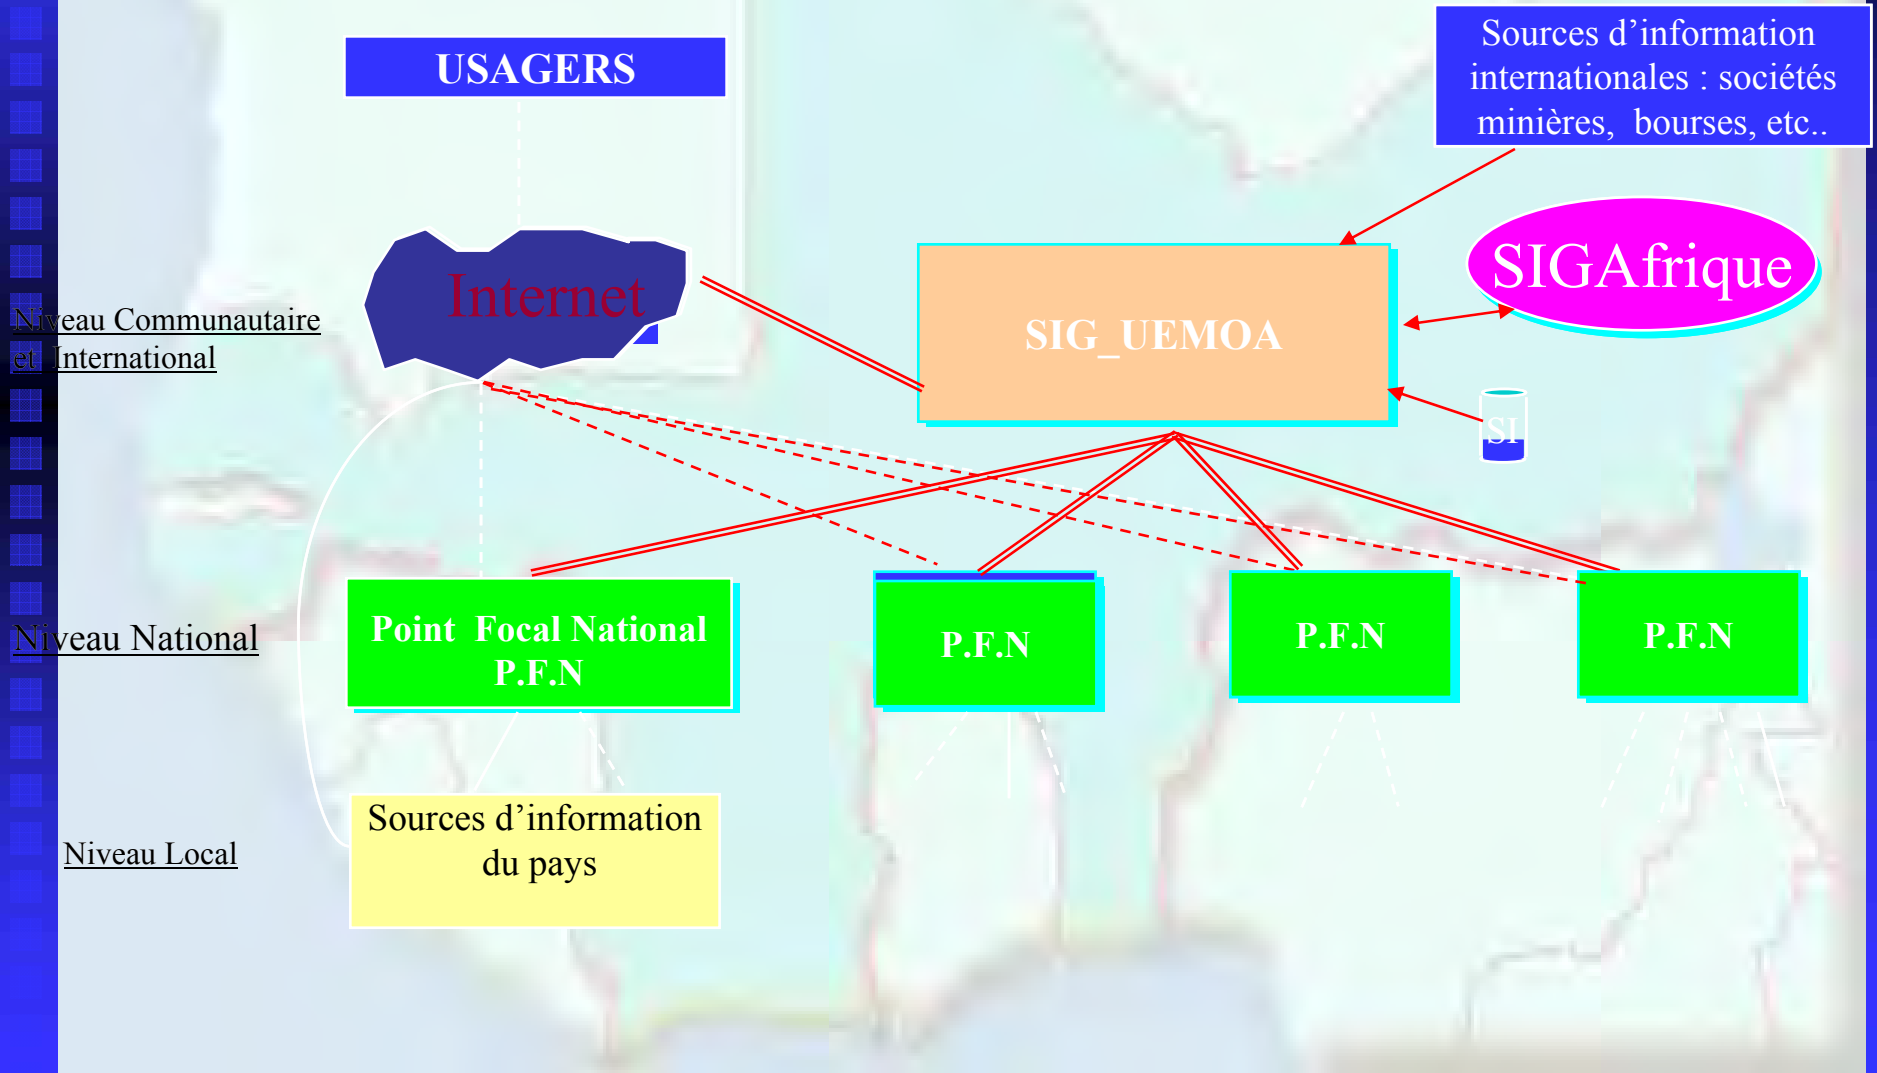 USAGERS
Sources d’information
internationales : sociétés
minières, bourses, etc..
Internet
SIGAfrique
SIG_UEMOA
Niveau Communautaire
et International
SI
Niveau National
Point Focal National
P.F.N
P.F.N
P.F.N
P.F.N
Sources d’information
du pays
Niveau Local